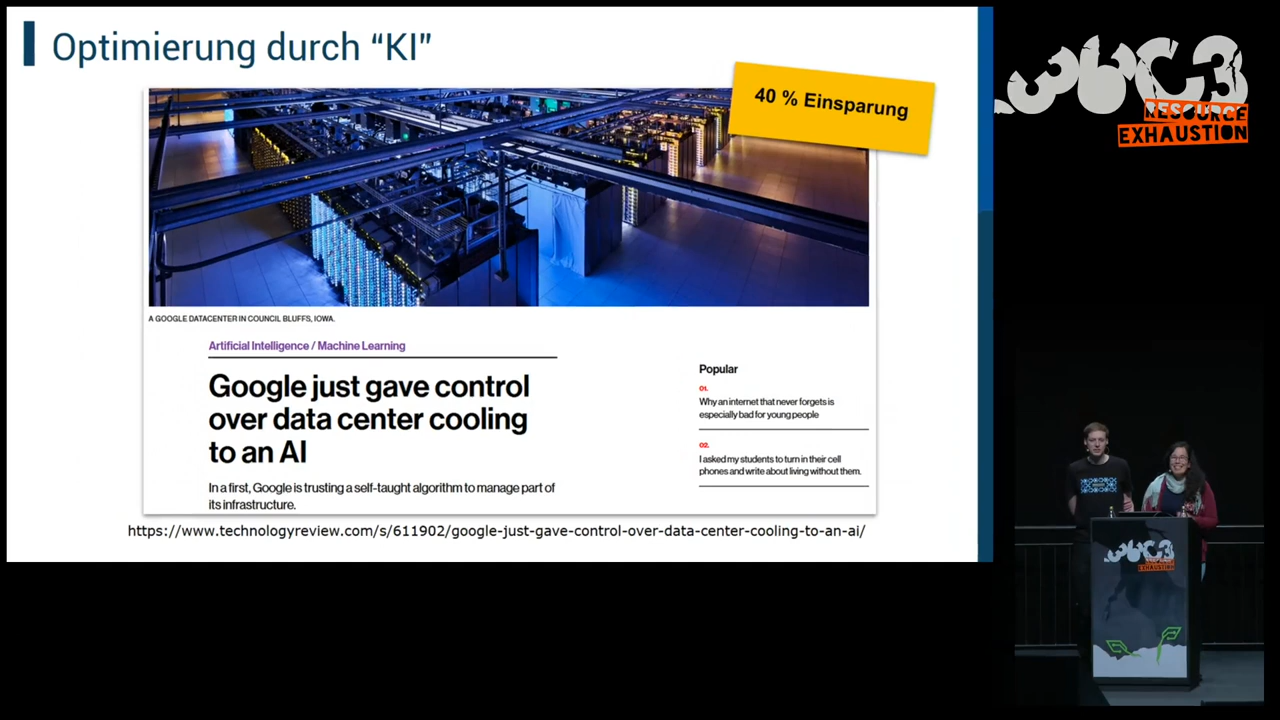 Optimierung durch “KI”
40 % Einsparung
A GOOGLE DATACENTER IN COUNCIL BLUFFS, IOWA.
Artificial Intelligence / Machine Learning
Google just gave control
over data center cooling
to an AI
In a first, Google is trusting a self-taught algorithm to manage part of
its infrastructure.
Popular
01.
Why an internet that never forgets is
especially bad for young people
02.
I asked my students to turn in their cell
phones and write about living without them.
https://www.technologyreview.com/s/611902/google-just-gave-control-over-data-center-cooling-to-an-ai/
36C3
RESOURCE
EXHAUSTION
36C3
EXHAUSTION